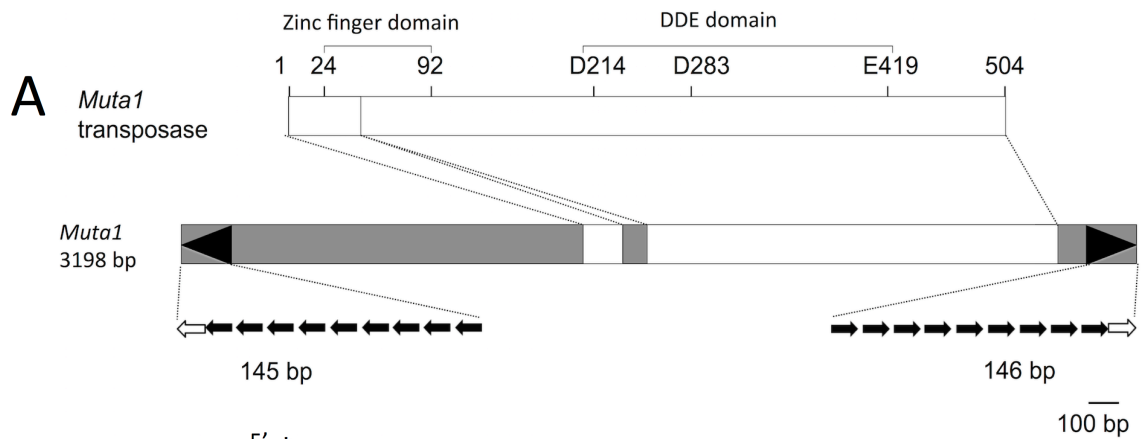 Zinc finger domain DDE domain
1 24 92 D214 D283 E419 504
A
Muta1
transposase
Muta1
3198 bp
145 bp 146 bp
100 bp
5'